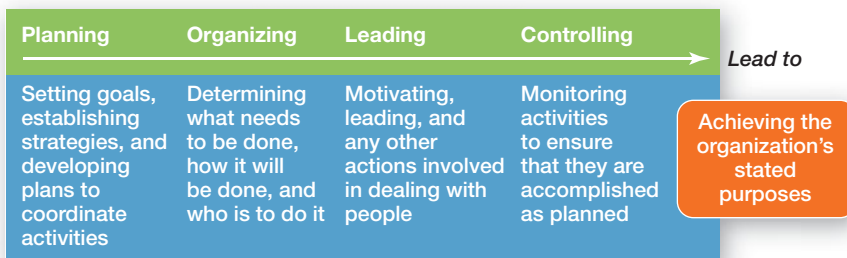 Planning
Organizing
Leading
Controlling
Lead to
Setting goals,
establishing
strategies, and
developing
plans to
coordinate
activities
Determining
what needs
to be done,
how it will
be done, and
who is to do it
Motivating,
leading, and
any other
actions involved
in dealing with
people
Monitoring
activities
to ensure
that they are
accomplished
as planned
Achieving the
organization's
stated
purposes